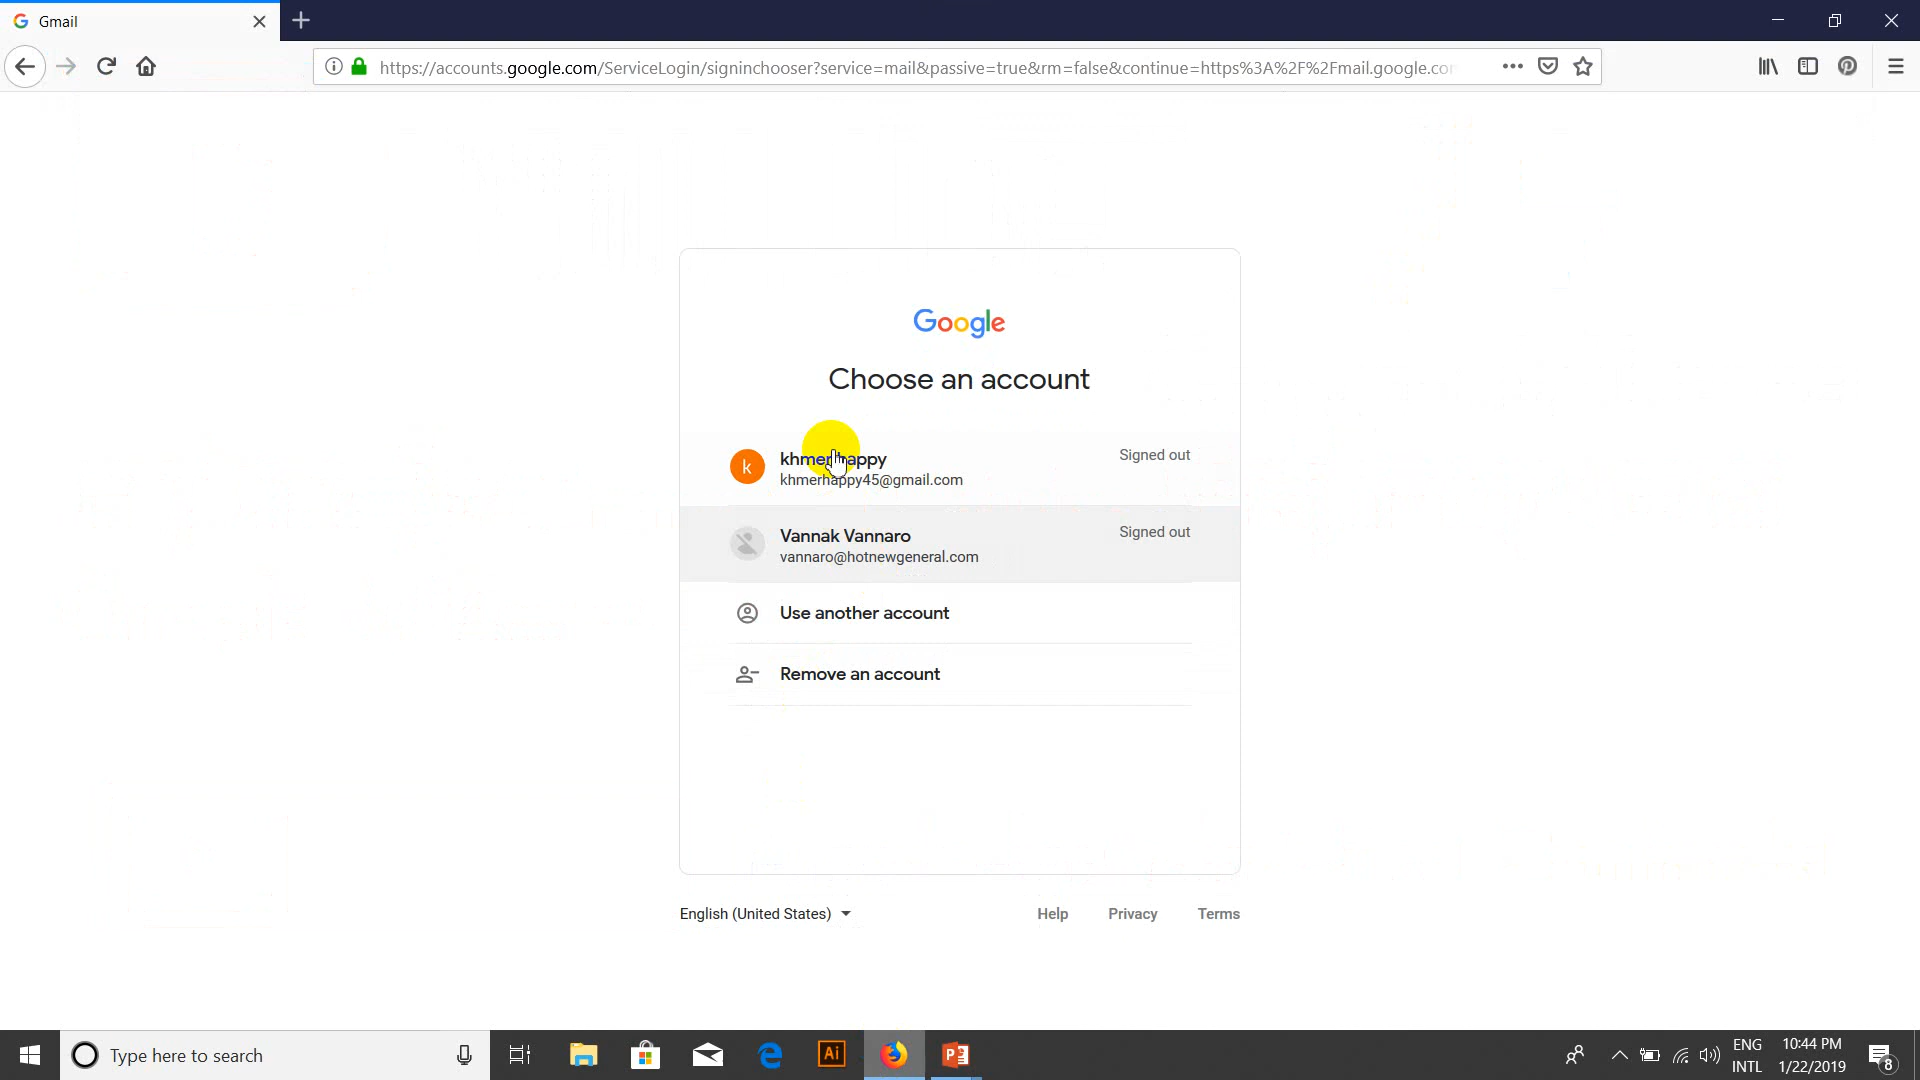 Gmail
https://accounts.google.com/ServiceLogin/signinchooser?service=mail&passive=true&rm=false&continue=https%3A%2F%2Fmail.google.co
Google
Choose an account
khmer happy
Signed out
khmerhappy45@gmail.com
Vannak Vannaro
Signed out
vannaro@hotnewgeneral.com
Use another account
Remove an account
English (United States)
Help
Privacy
Terms
Type here to search
ENG
INTL
10:44 PM
1/22/2019
8